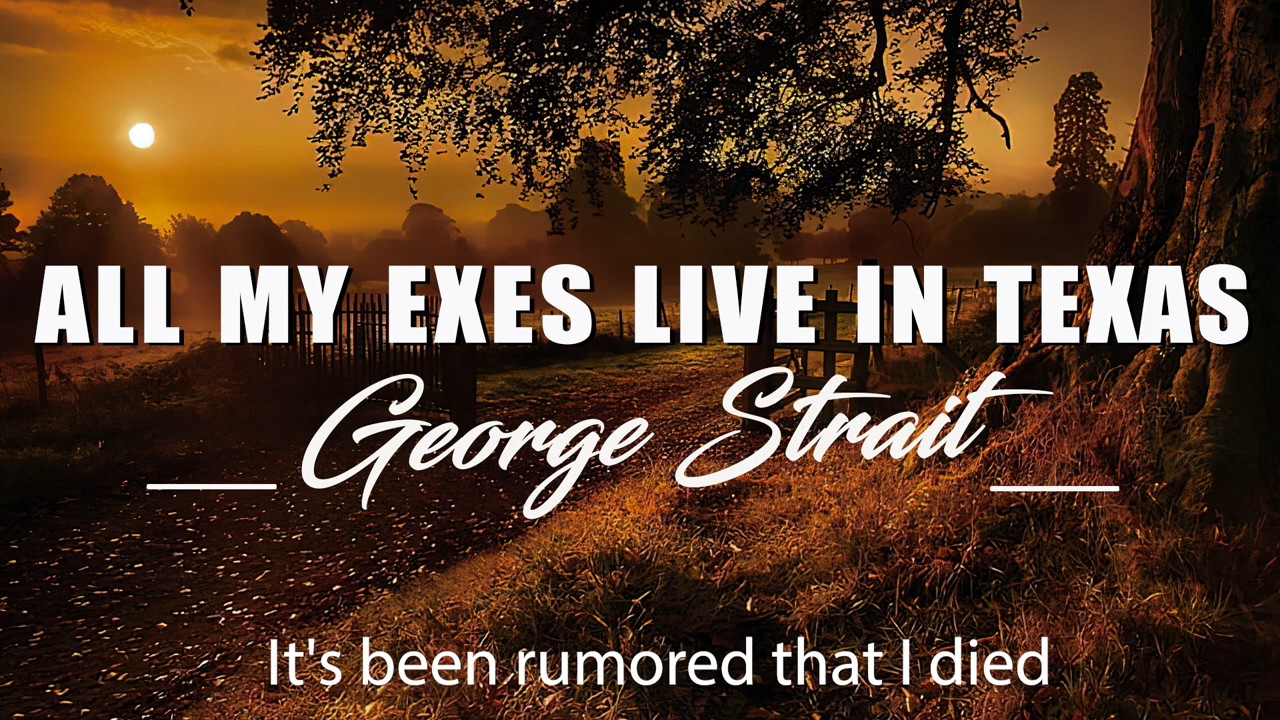 ALL MY EXES LIVE IN TEXAS
George Strait
It's been rumored that I died